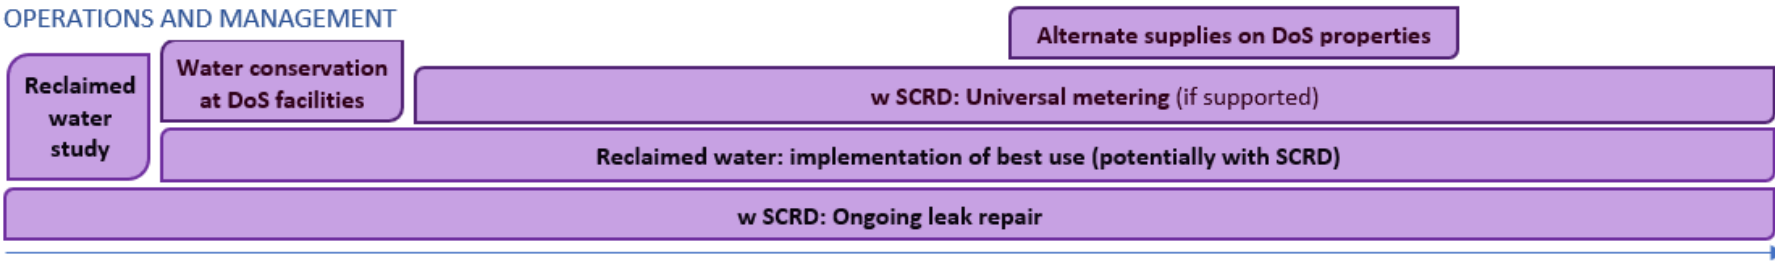 OPERATIONS AND MANAGEMENT
Alternate supplies on DoS properties
Reclaimed
water
study
Water conservation
at DoS facilities
w SCRD: Universal metering (if supported)
Reclaimed water: implementation of best use (potentially with SCRD)
w SCRD: Ongoing leak repair